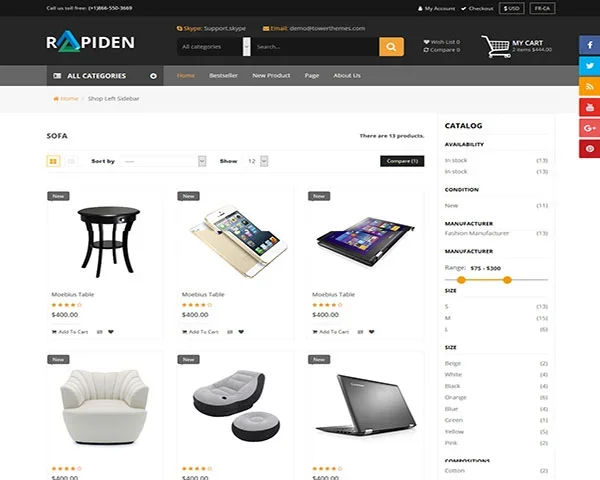 Call us toll free: (+1)866-550-3669
My Account
Checkout
$ USD
FR-CA
RAPIDEN
Skype: Support.skype
Email: demo@towerthemes.com
All categories
Search...
Wish List 0
Compare 0
MY CART
2 items $444.00
ALL CATEGORIES
Home
Bestseller
New Product
Page
About Us
Home / Shop Left Sidebar
SOFA
There are 13 products.
Sort by
Show
12
Compare (1)
New
New
New
Moebius Table
Moebius Table
Moebius Table
$400.00
$400.00
$400.00
Add To Cart
Add To Cart
Add To Cart
New
New
New
$400.00
$400.00
$400.00
CATALOG
AVAILABILITY
In stock (13)
In stock (13)
CONDITION
New (11)
MANUFACTURER
Fashion Manufacturer (13)
MANUFACTURER
Range: $75 - $300
SIZE
S (13)
M (15)
L (6)
SIZE
Beige (2)
White (4)
Black (4)
Orange (6)
Blue (4)
Green (1)
Yellow (5)
Pink (2)
COMPOSITIONS
Cotton (2)